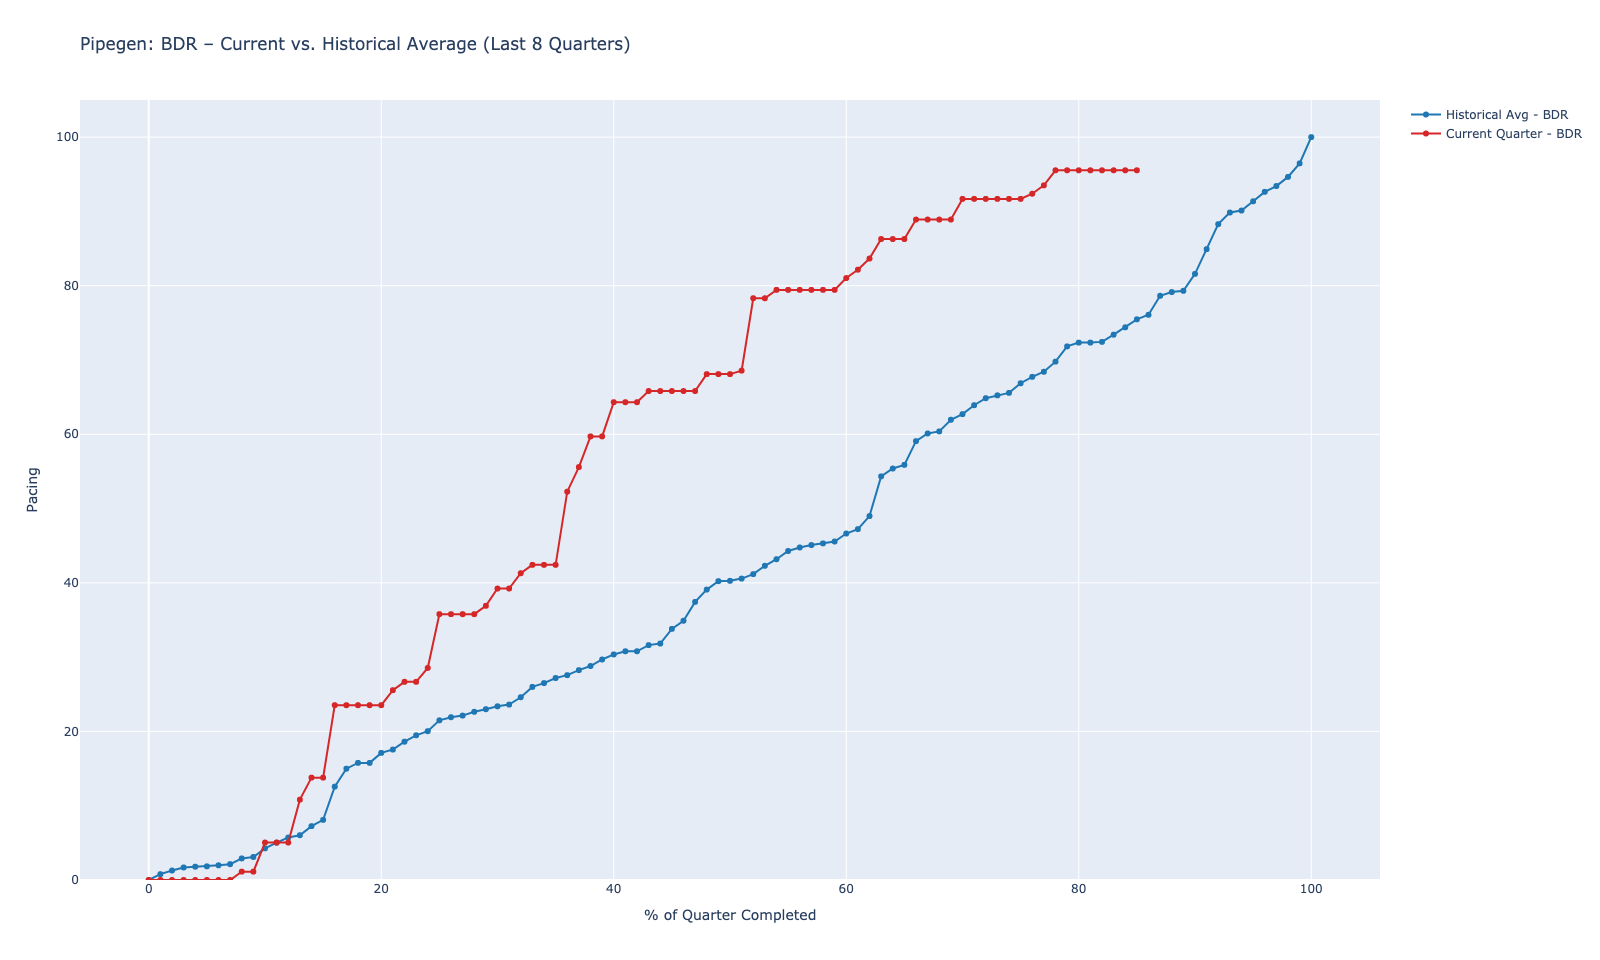 Pipegen: BDR – Current vs. Historical Average (Last 8 Quarters)
Historical Avg - BDR
Current Quarter - BDR
100
80
60
40
20
0
Pacing
0 20 40 60 80 100
% of Quarter Completed